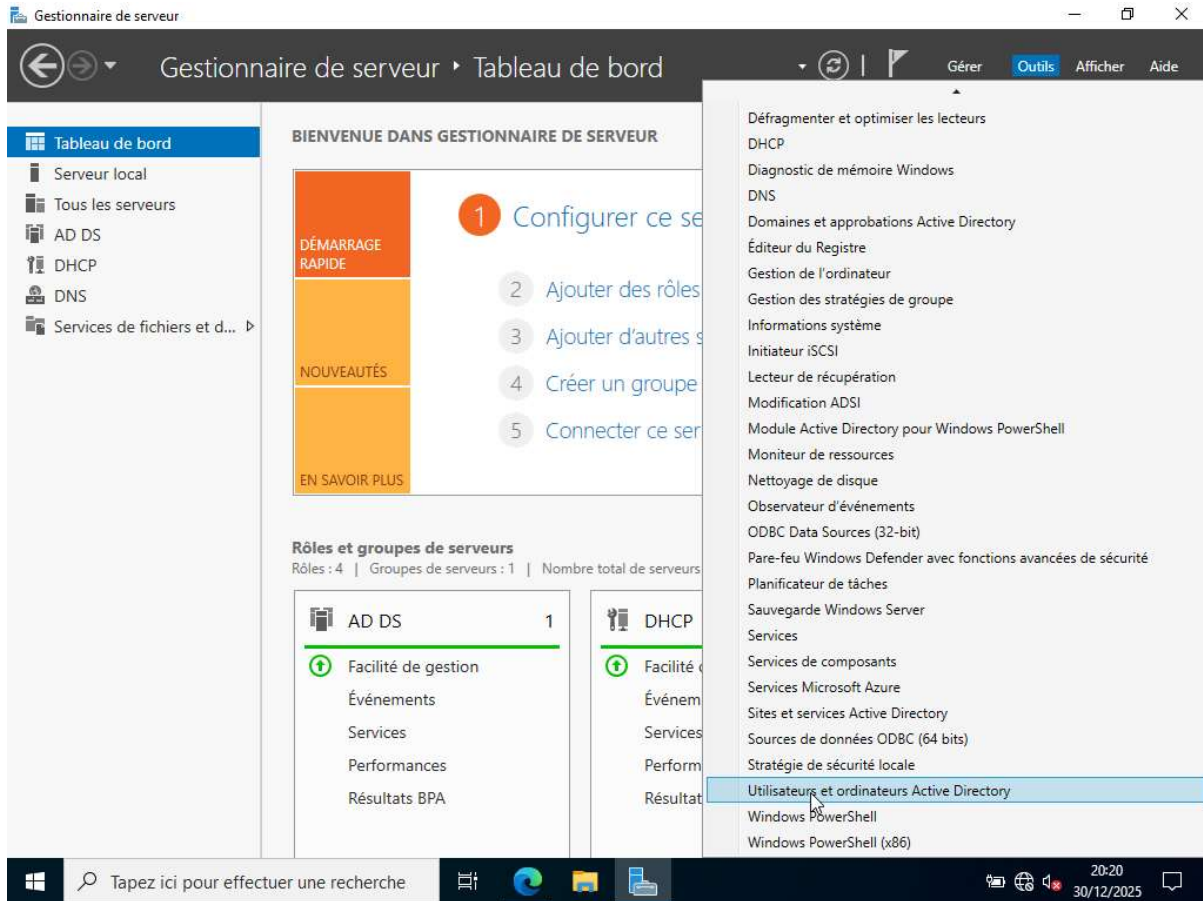 Gestionnaire de serveur
Gestionnaire de serveur ‣ Tableau de bord
Gérer
Outils
Afficher
Aide
Tableau de bord
Serveur local
Tous les serveurs
AD DS
DHCP
DNS
Services de fichiers et d...
BIENVENUE DANS GESTIONNAIRE DE SERVEUR
DÉMARRAGE
RAPIDE
NOUVEAUTÉS
EN SAVOIR PLUS
1 Configurer ce se
2 Ajouter des rôles
3 Ajouter d'autres s
4 Créer un groupe
5 Connecter ce ser
Rôles et groupes de serveurs
Rôles : 4 | Groupes de serveurs : 1 | Nombre total de serveurs
AD DS 1
Facilité de gestion
Événements
Services
Performances
Résultats BPA
DHCP
Facilité
Événem
Services
Perform
Résultat
Défragmenter et optimiser les lecteurs
DHCP
Diagnostic de mémoire Windows
DNS
Domaines et approbations Active Directory
Éditeur du Registre
Gestion de l'ordinateur
Gestion des stratégies de groupe
Informations système
Initiateur iSCSI
Lecteur de récupération
Modification ADSI
Module Active Directory pour Windows PowerShell
Moniteur de ressources
Nettoyage de disque
Observateur d'événements
ODBC Data Sources (32-bit)
Pare-feu Windows Defender avec fonctions avancées de sécurité
Planificateur de tâches
Sauvegarde Windows Server
Services
Services de composants
Services Microsoft Azure
Sites et services Active Directory
Sources de données ODBC (64 bits)
Stratégie de sécurité locale
Utilisateurs et ordinateurs Active Directory
Windows PowerShell
Windows PowerShell (x86)
Tapez ici pour effectuer une recherche
20:20
30/12/2025